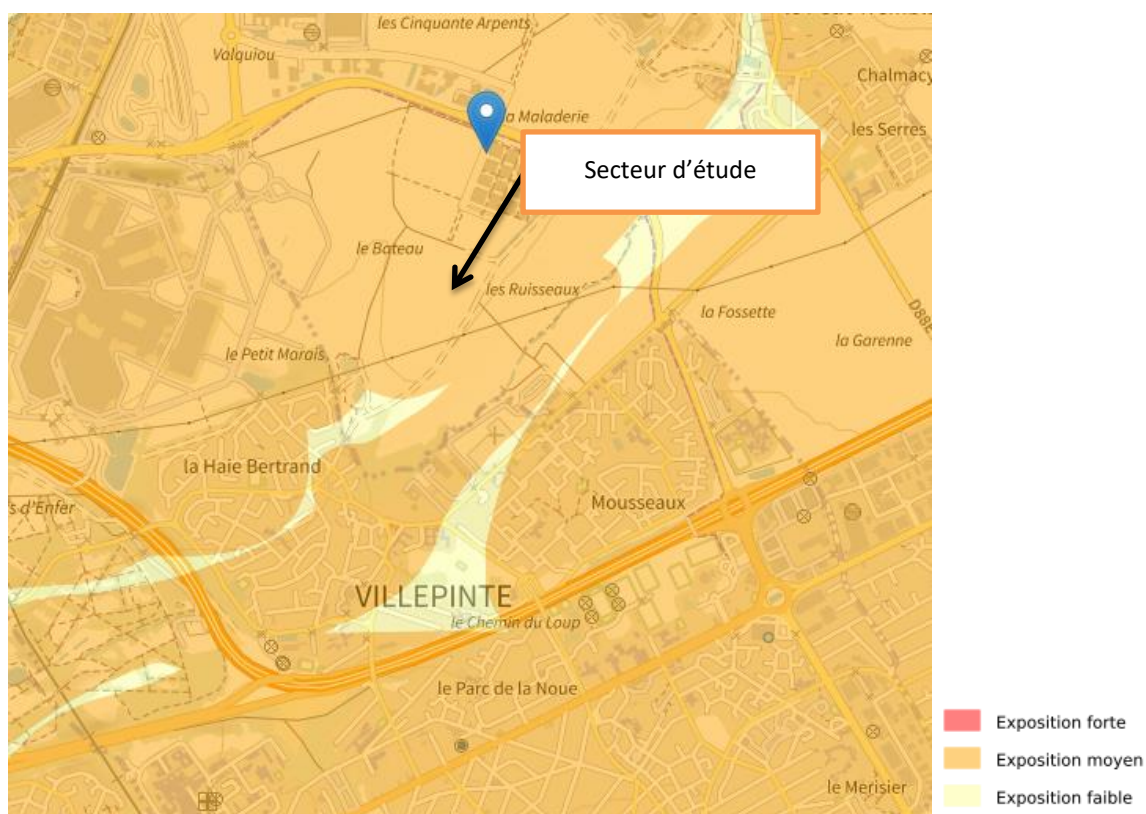 les Cinquante Arpents
Valquiou
Chalmacy
la Maladerie
les Serres
Secteur d’étude
le Bateau
les Ruisseaux
la Fossette
D88E
la Garenne
le Petit Marais
la Haie Bertrand
s d'Enfer
Mousseaux
VILLEPINTE
le Chemin du Loup
le Parc de la Noue
le Merisier
Exposition forte
Exposition moyen
Exposition faible